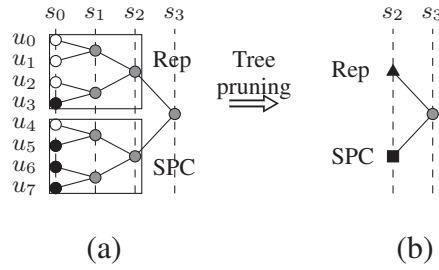 s₀ s₁ s₂ s₃
u₀
u₁
u₂
u₃
u₄
u₅
u₆
u₇
Rep
SPC
Tree
pruning
s₂ s₃
Rep
SPC
(a)
(b)